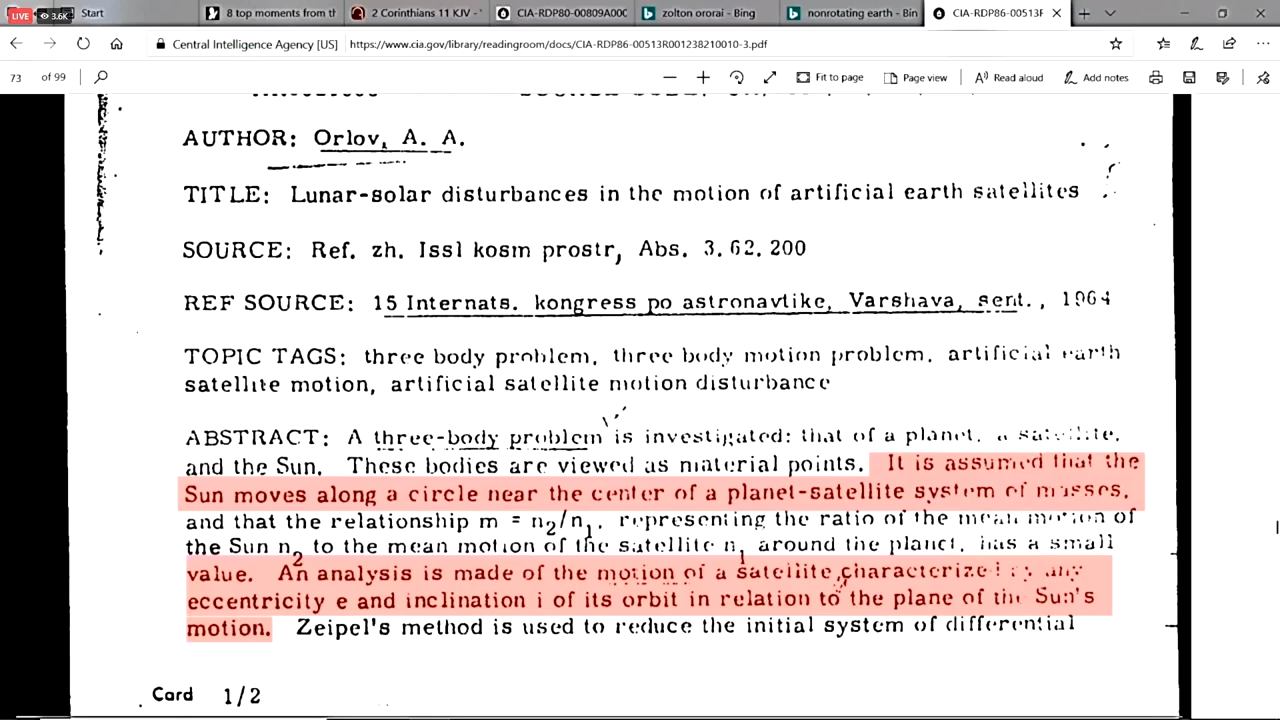 LIVE 3.6K
8 top moments from th
2 Corinthians 11 KJV
CIA-RDP80-00809A000
zolton ororai - Bing
nonrotating earth - Bin
CIA-RDP86-00513F
Central Intelligence Agency [US] https://www.cia.gov/library/readingroom/docs/CIA-RDP86-00513R001238210010-3.pdf
73 of 99 Fit to page Page view Read aloud Add notes
AUTHOR: Orlov, A. A.
TITLE: Lunar-solar disturbances in the motion of artificial earth satellites
SOURCE: Ref. zh. Issl kosm prostr, Abs. 3.62.200
REF SOURCE: 15 Internats. kongress po astronavtike, Varshava, sent., 1964
TOPIC TAGS: three body problem, three body motion problem, artificial earth
satellite motion, artificial satellite motion disturbance
ABSTRACT: A three-body problem is investigated: that of a planet, a satellite,
and the Sun. These bodies are viewed as material points. It is assumed that the
Sun moves along a circle near the center of a planet-satellite system of masses,
and that the relationship m = n2/n1, representing the ratio of the mean motion of
the Sun n2 to the mean motion of the satellite n1 around the planet, has a small
value. An analysis is made of the motion of a satellite characterized by any
eccentricity e and inclination i of its orbit in relation to the plane of the Sun's
motion. Zeipel's method is used to reduce the initial system of differential
Card 1/2